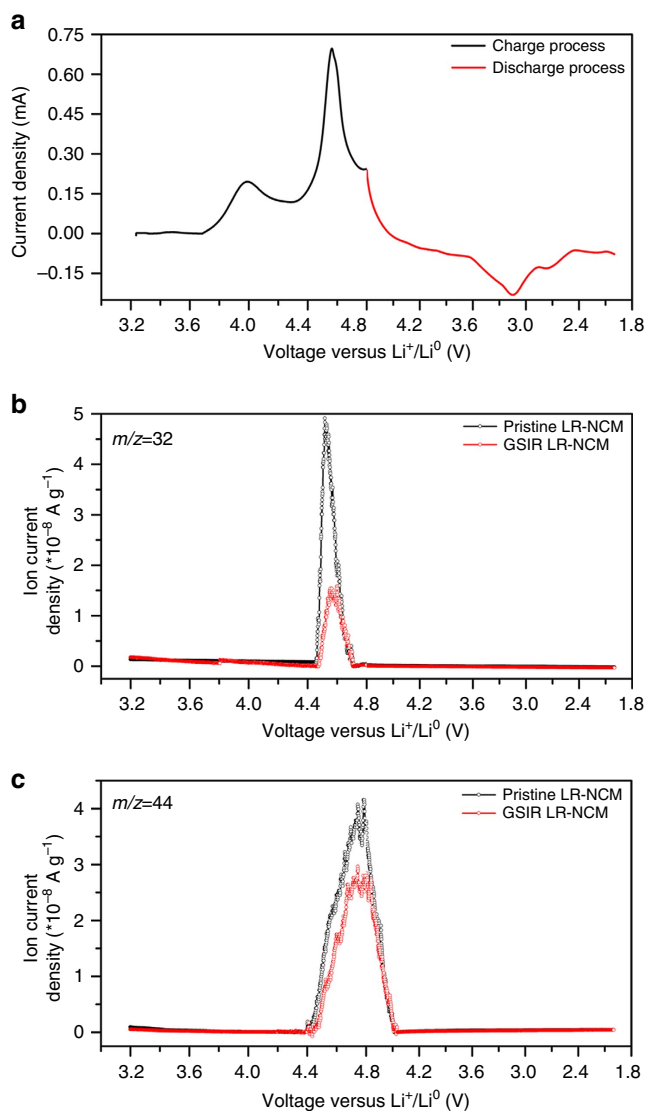 a
0.75
0.60
0.45
0.30
0.15
0.00
−0.15
Current density (mA)
Charge process
Discharge process
3.2 3.6 4.0 4.4 4.8 4.2 3.6 3.0 2.4 1.8
Voltage versus Li⁺/Li⁰ (V)
b
m/z=32
5
4
3
2
1
0
Ion current
density (*10⁻⁸ A g⁻¹)
Pristine LR-NCM
GSIR LR-NCM
3.2 3.6 4.0 4.4 4.8 4.2 3.6 3.0 2.4 1.8
Voltage versus Li⁺/Li⁰ (V)
c
m/z=44
4
3
2
1
0
Ion current
density (*10⁻⁸ A g⁻¹)
Pristine LR-NCM
GSIR LR-NCM
3.2 3.6 4.0 4.4 4.8 4.2 3.6 3.0 2.4 1.8
Voltage versus Li⁺/Li⁰ (V)